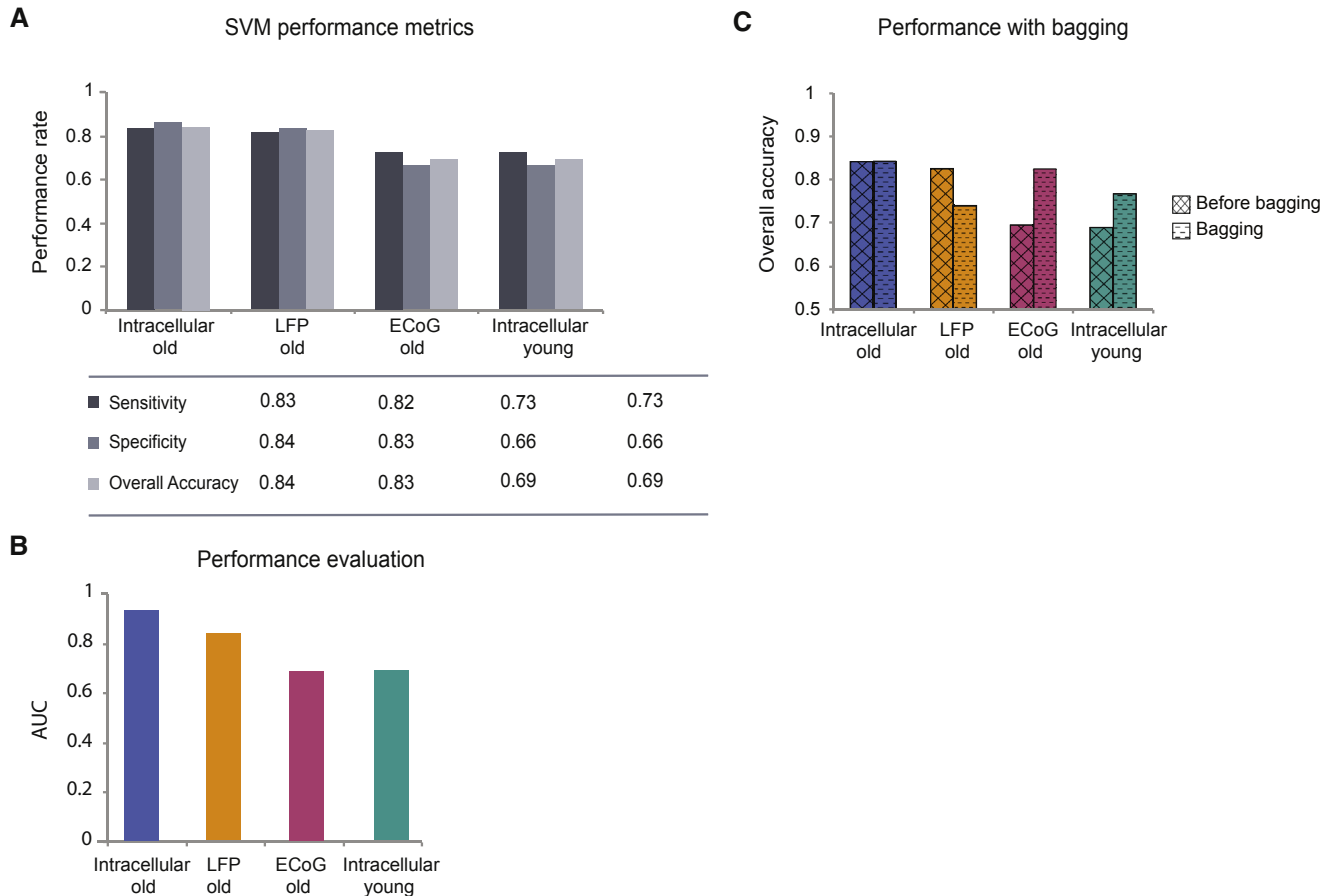 A
SVM performance metrics
Performance rate
1
0.8
0.6
0.4
0.2
0
Intracellular old
LFP old
ECoG old
Intracellular young
Sensitivity 0.83 0.82 0.73 0.73
Specificity 0.84 0.83 0.66 0.66
Overall Accuracy 0.84 0.83 0.69 0.69
B
Performance evaluation
AUC
1
0.8
0.6
0.4
0.2
0
Intracellular old
LFP old
ECoG old
Intracellular young
C
Performance with bagging
Overall accuracy
1
0.9
0.8
0.7
0.6
0.5
Intracellular old
LFP old
ECoG old
Intracellular young
Before bagging
Bagging